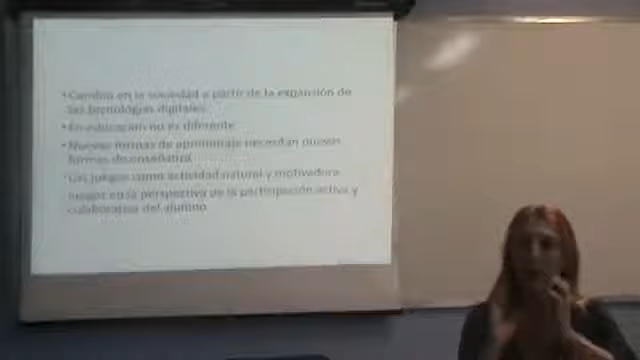 • Cambio en la sociedad a partir de la expansión de
las tecnologías digitales.
• En educación no es diferente
• Nuevas formas de aprendizaje necesitan nuevas
formas de enseñanza
• Los juegos como actividad natural y motivadora
Juegos en la perspectiva de la participación activa y
colaborativa del alumno